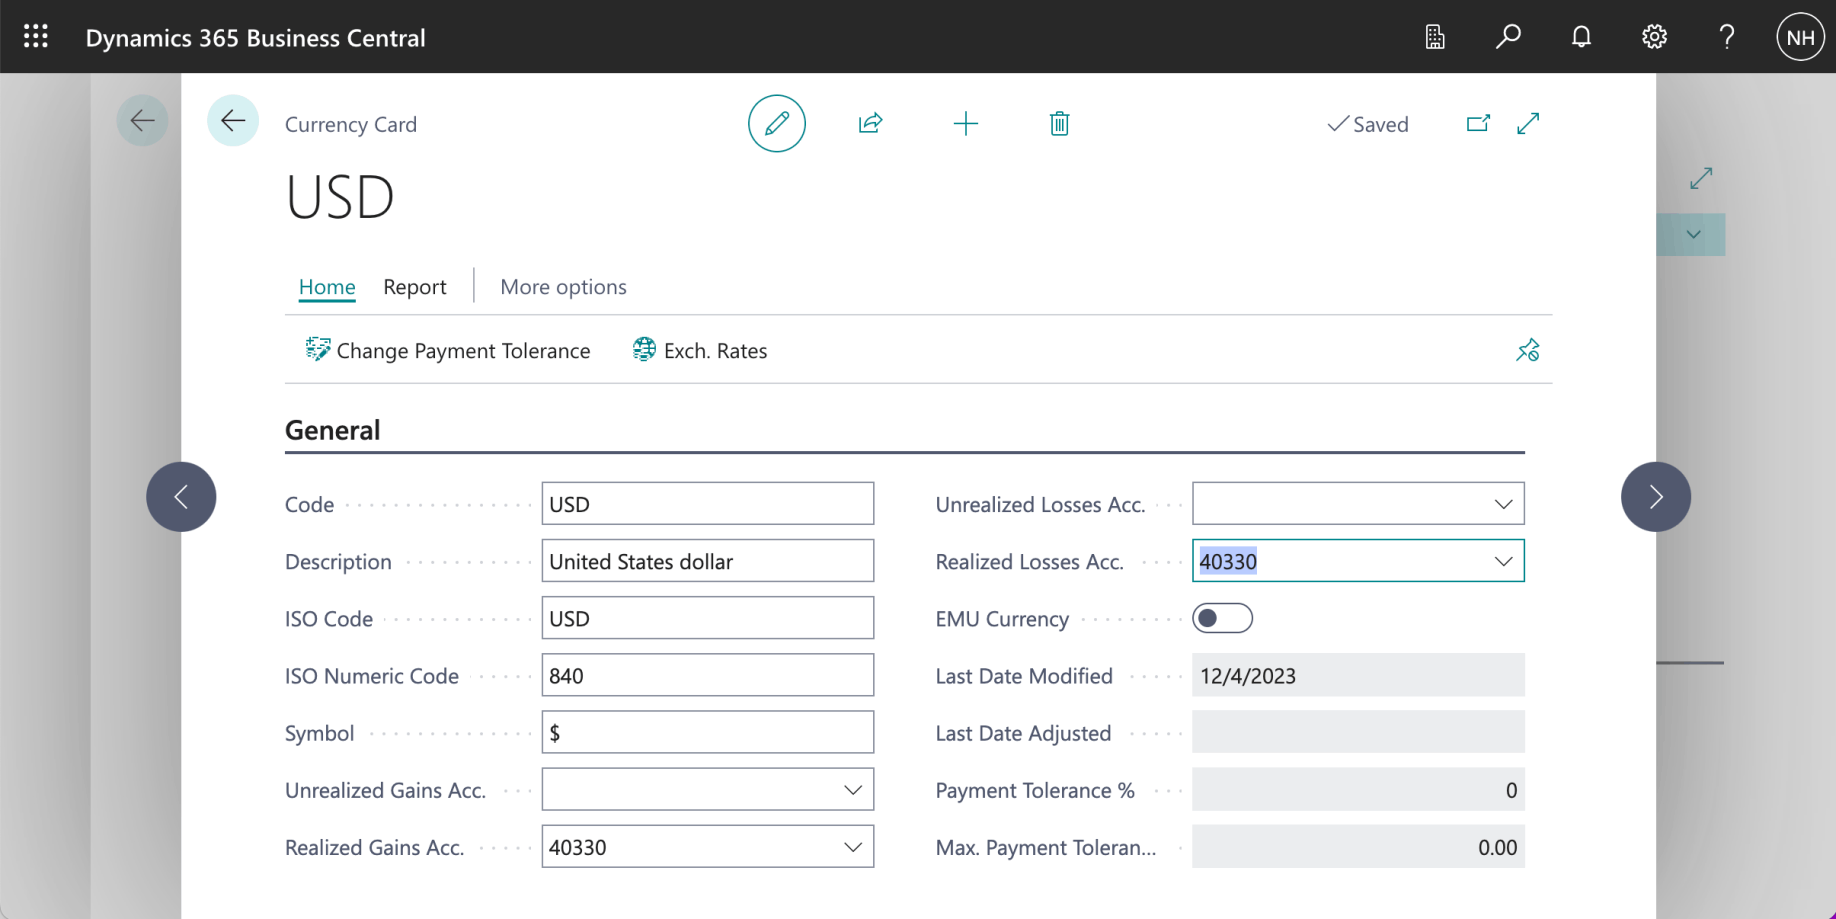 Dynamics 365 Business Central
NH
Currency Card
Saved
USD
Home Report More options
Change Payment Tolerance Exch. Rates
General
Code USD
Description United States dollar
ISO Code USD
ISO Numeric Code 840
Symbol $
Unrealized Gains Acc.
Realized Gains Acc. 40330
Unrealized Losses Acc.
Realized Losses Acc. 40330
EMU Currency
Last Date Modified 12/4/2023
Last Date Adjusted
Payment Tolerance % 0
Max. Payment Toleran... 0.00